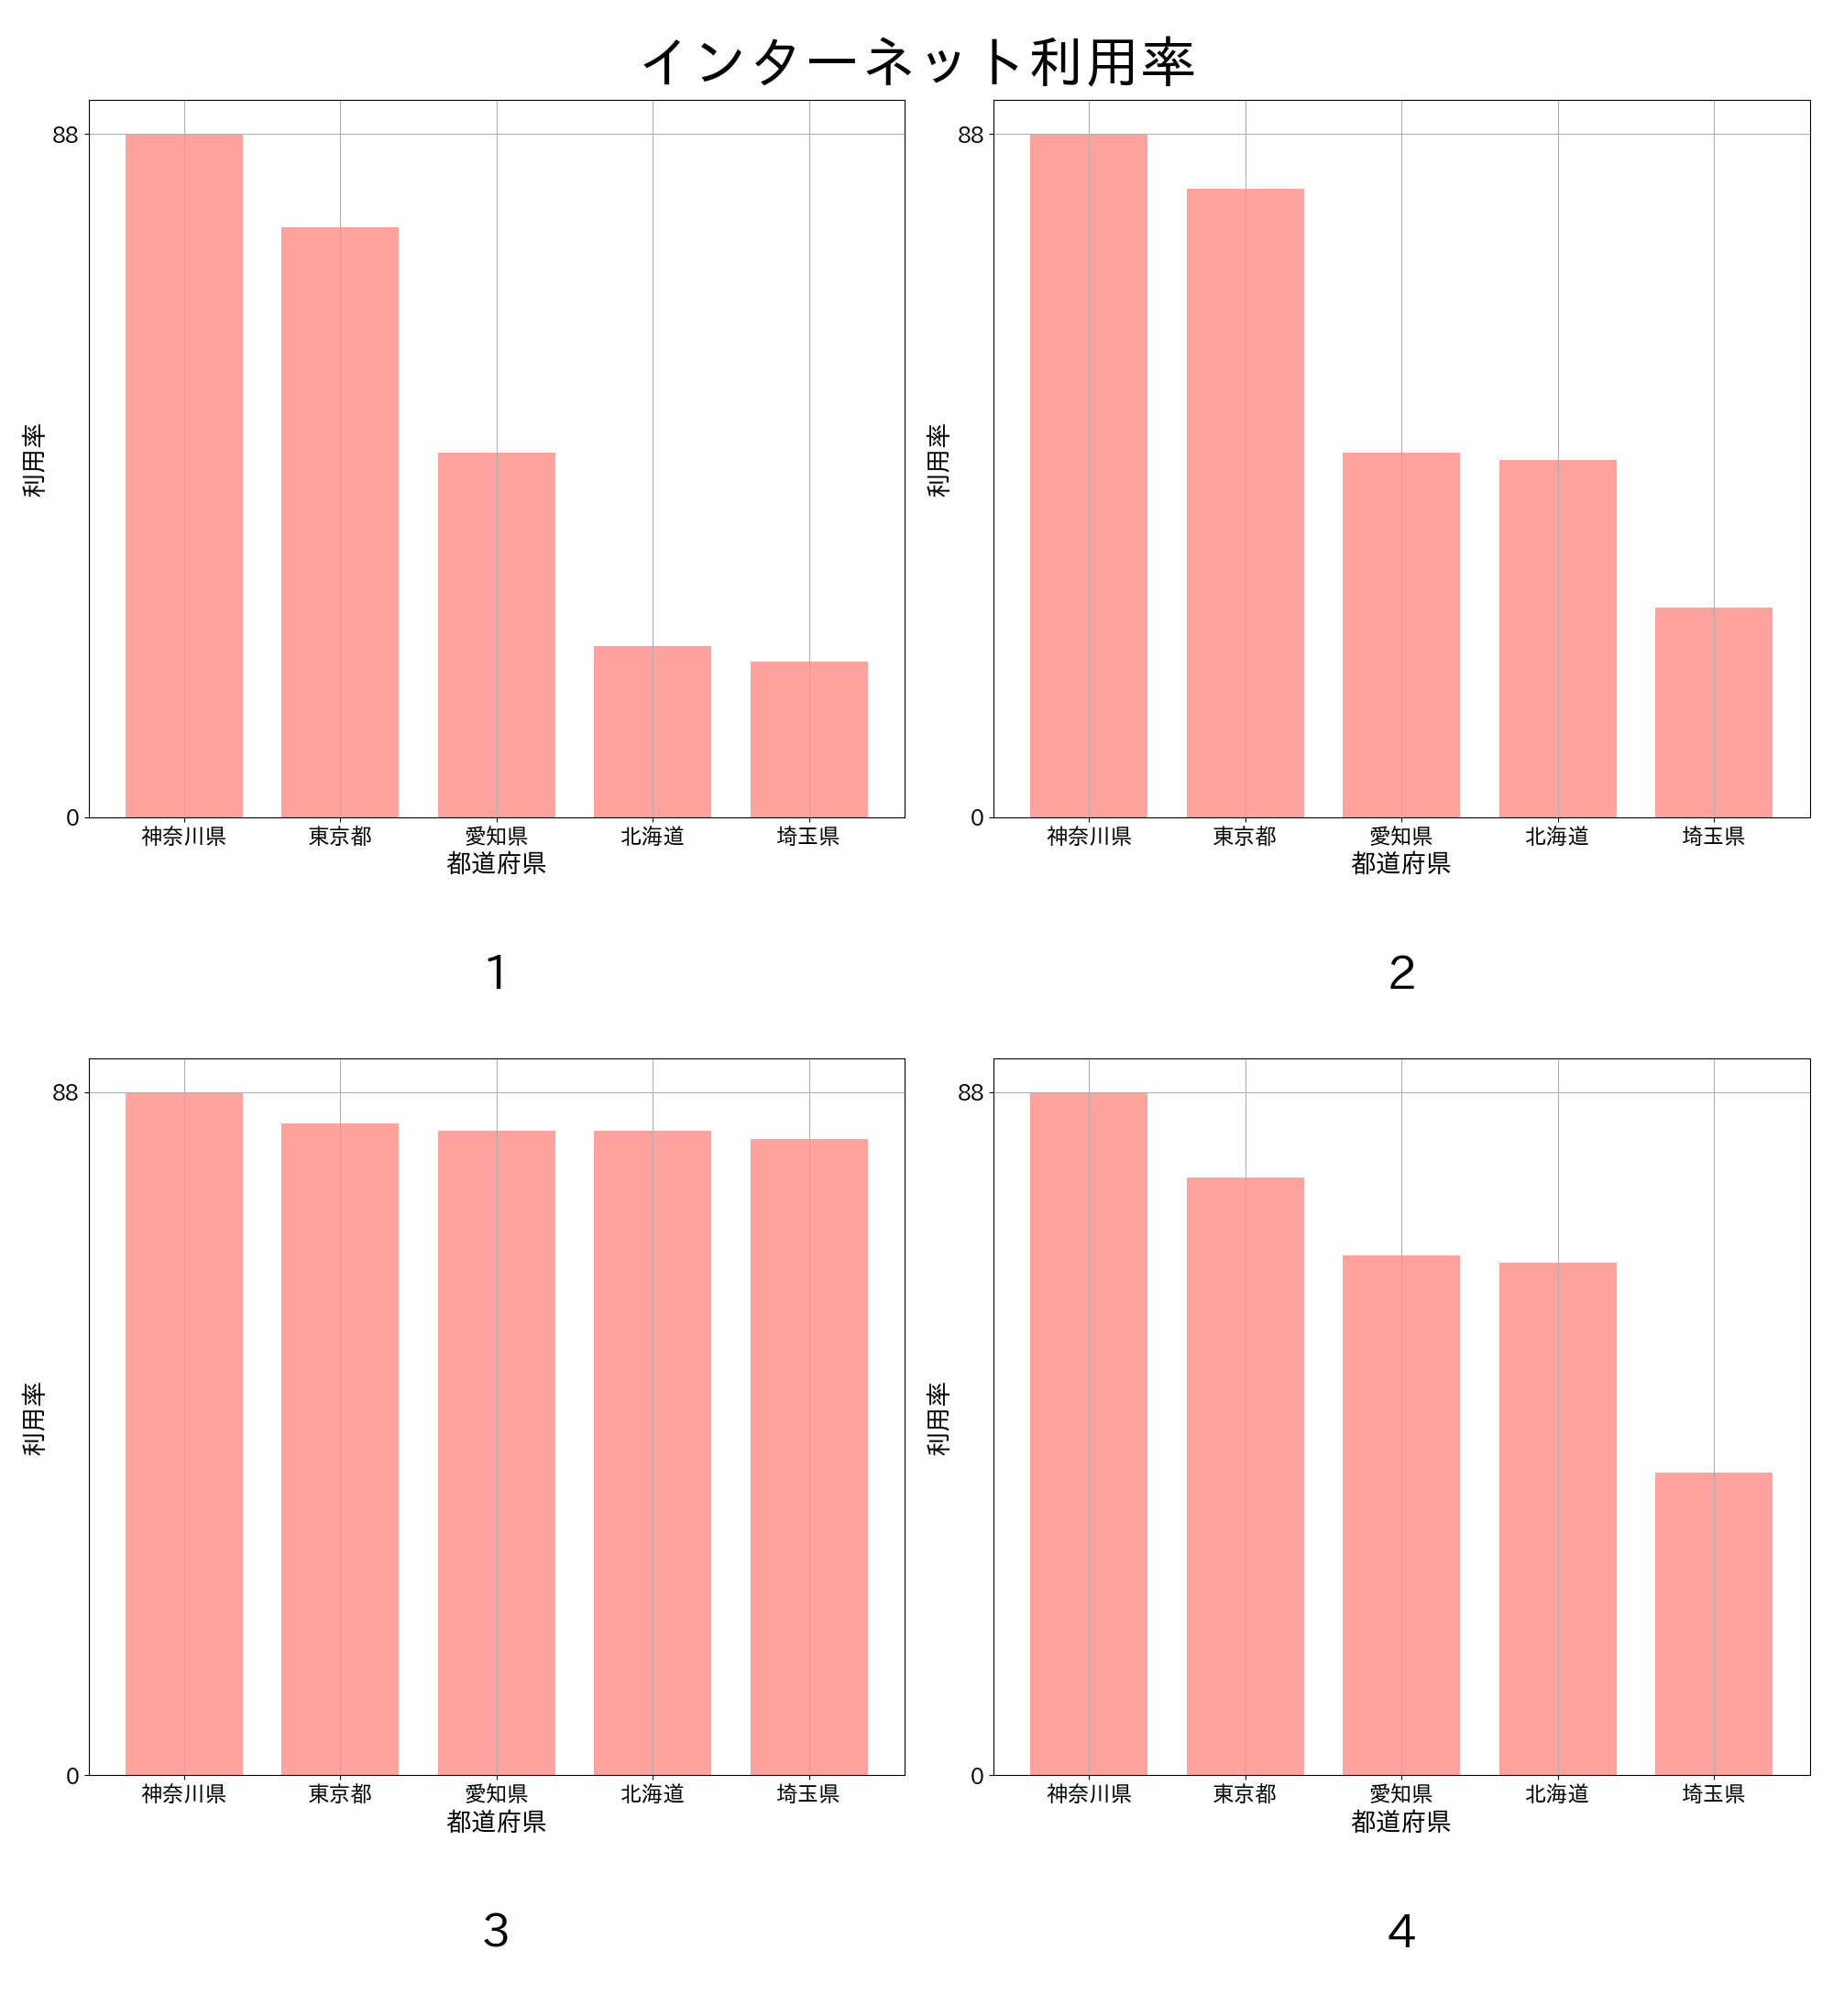 インターネット利用率
88
0
利用率
神奈川県 東京都 愛知県 北海道 埼玉県
都道府県
1
88
0
利用率
神奈川県 東京都 愛知県 北海道 埼玉県
都道府県
2
88
0
利用率
神奈川県 東京都 愛知県 北海道 埼玉県
都道府県
3
88
0
利用率
神奈川県 東京都 愛知県 北海道 埼玉県
都道府県
4